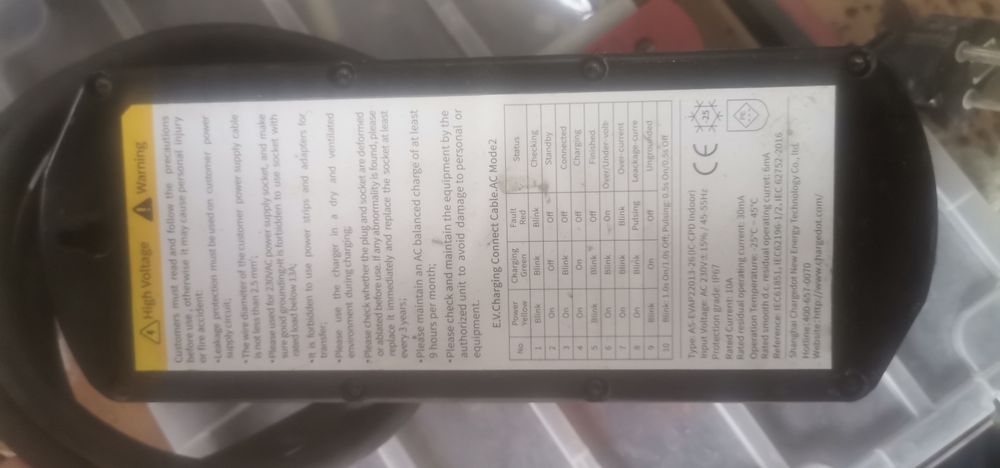 High Voltage Warning
Customers must read and follow the precautions
before use, otherwise it may cause personal injury
or fire accident:
•Leakage protection must be used on customer power
supply circuit;
•The wire diameter of the customer power supply cable
is not less than 2.5 mm²;
•Please used for 230VAC power supply socket, and make
sure good grounding. It is forbidden to use socket with
rated load below 13A;
•It is forbidden to use power strips and adapters for
transfer;
•Please use the charger in a dry and ventilated
environment during charging;
•Please check whether the plug and socket are deformed
or ablated before use. If any abnormality is found, please
replace it immediately and replace the socket at least
every 3 years;
•Please maintain an AC balanced charge of at least
9 hours per month;
•Please check and maintain the equipment by the
authorized unit to avoid damage to personal or
equipment.
E.V.Charging Connect Cable.AC Mode2
No Power Yellow Charging Green Fault Red Status
1 Blink Blink Blink Checking
2 On Off Off Standby
3 On Blink Off Connected
4 On On Off Charging
5 Blink Blink Off Finished
6 On Blink On Over/Under-volt
7 On Blink Blink Over-current
8 On Blink Pulsing Leackage-curre
9 Blink On Off Ungrounded
10 Blink: 1.0s On/1.0s Off; Pulsing: 0.5s On/0.5s Off
Type: AS-EVAP22013-26 (IC-CPD Indoor)
Input Voltage: AC 230V ± 15% / 45-55Hz
Protection grade: IP67
Rated Current: 10A
Rated residual operating current: 30mA
Operation Temperature: -25℃ ~ 45℃
Rated smooth d.c. residual operating curret: 6mA
Reference: IEC61851, IEC62196-1/2, IEC 62752-2016
CE
-25
PE
Shanghai Chargedot New Energy Technology Co., ltd.
Hotline: 400-657-0070
Website: http://www.chargedot.com/